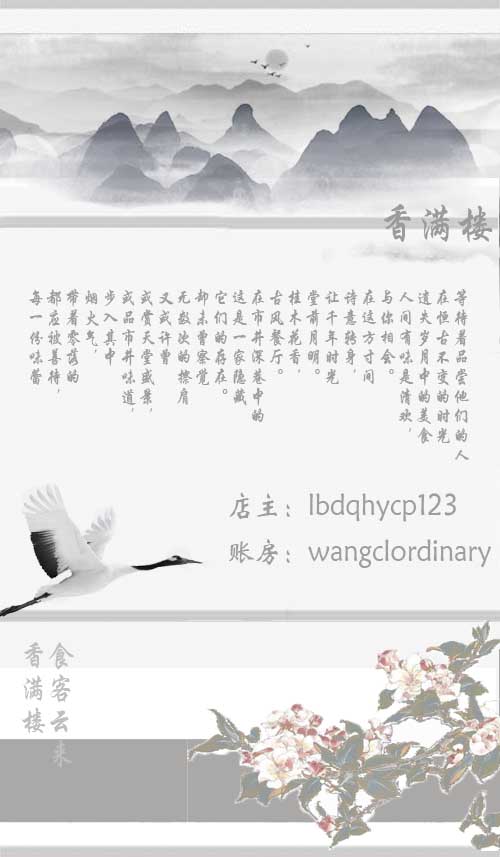 香满楼
每一份味蕾
都应被善待，
带着零落的
烟火气，
步入其中
或品市井味道，
或赏天堂盛景，
又或许曾
无数次的擦肩
却未曾察觉
它们的存在。
这是一家隐藏
在市井深巷中的
古风餐厅。
桂木花香，
堂前月明。
让千年时光
诗意转身，
在这方寸间
与你相会。
人间有味是清欢，
遗失岁月中的美食
在恒古不变的时光
等待着品尝他们的人
店主：lbdqhycp123
账房：wangclordinary
食客云来
香满楼